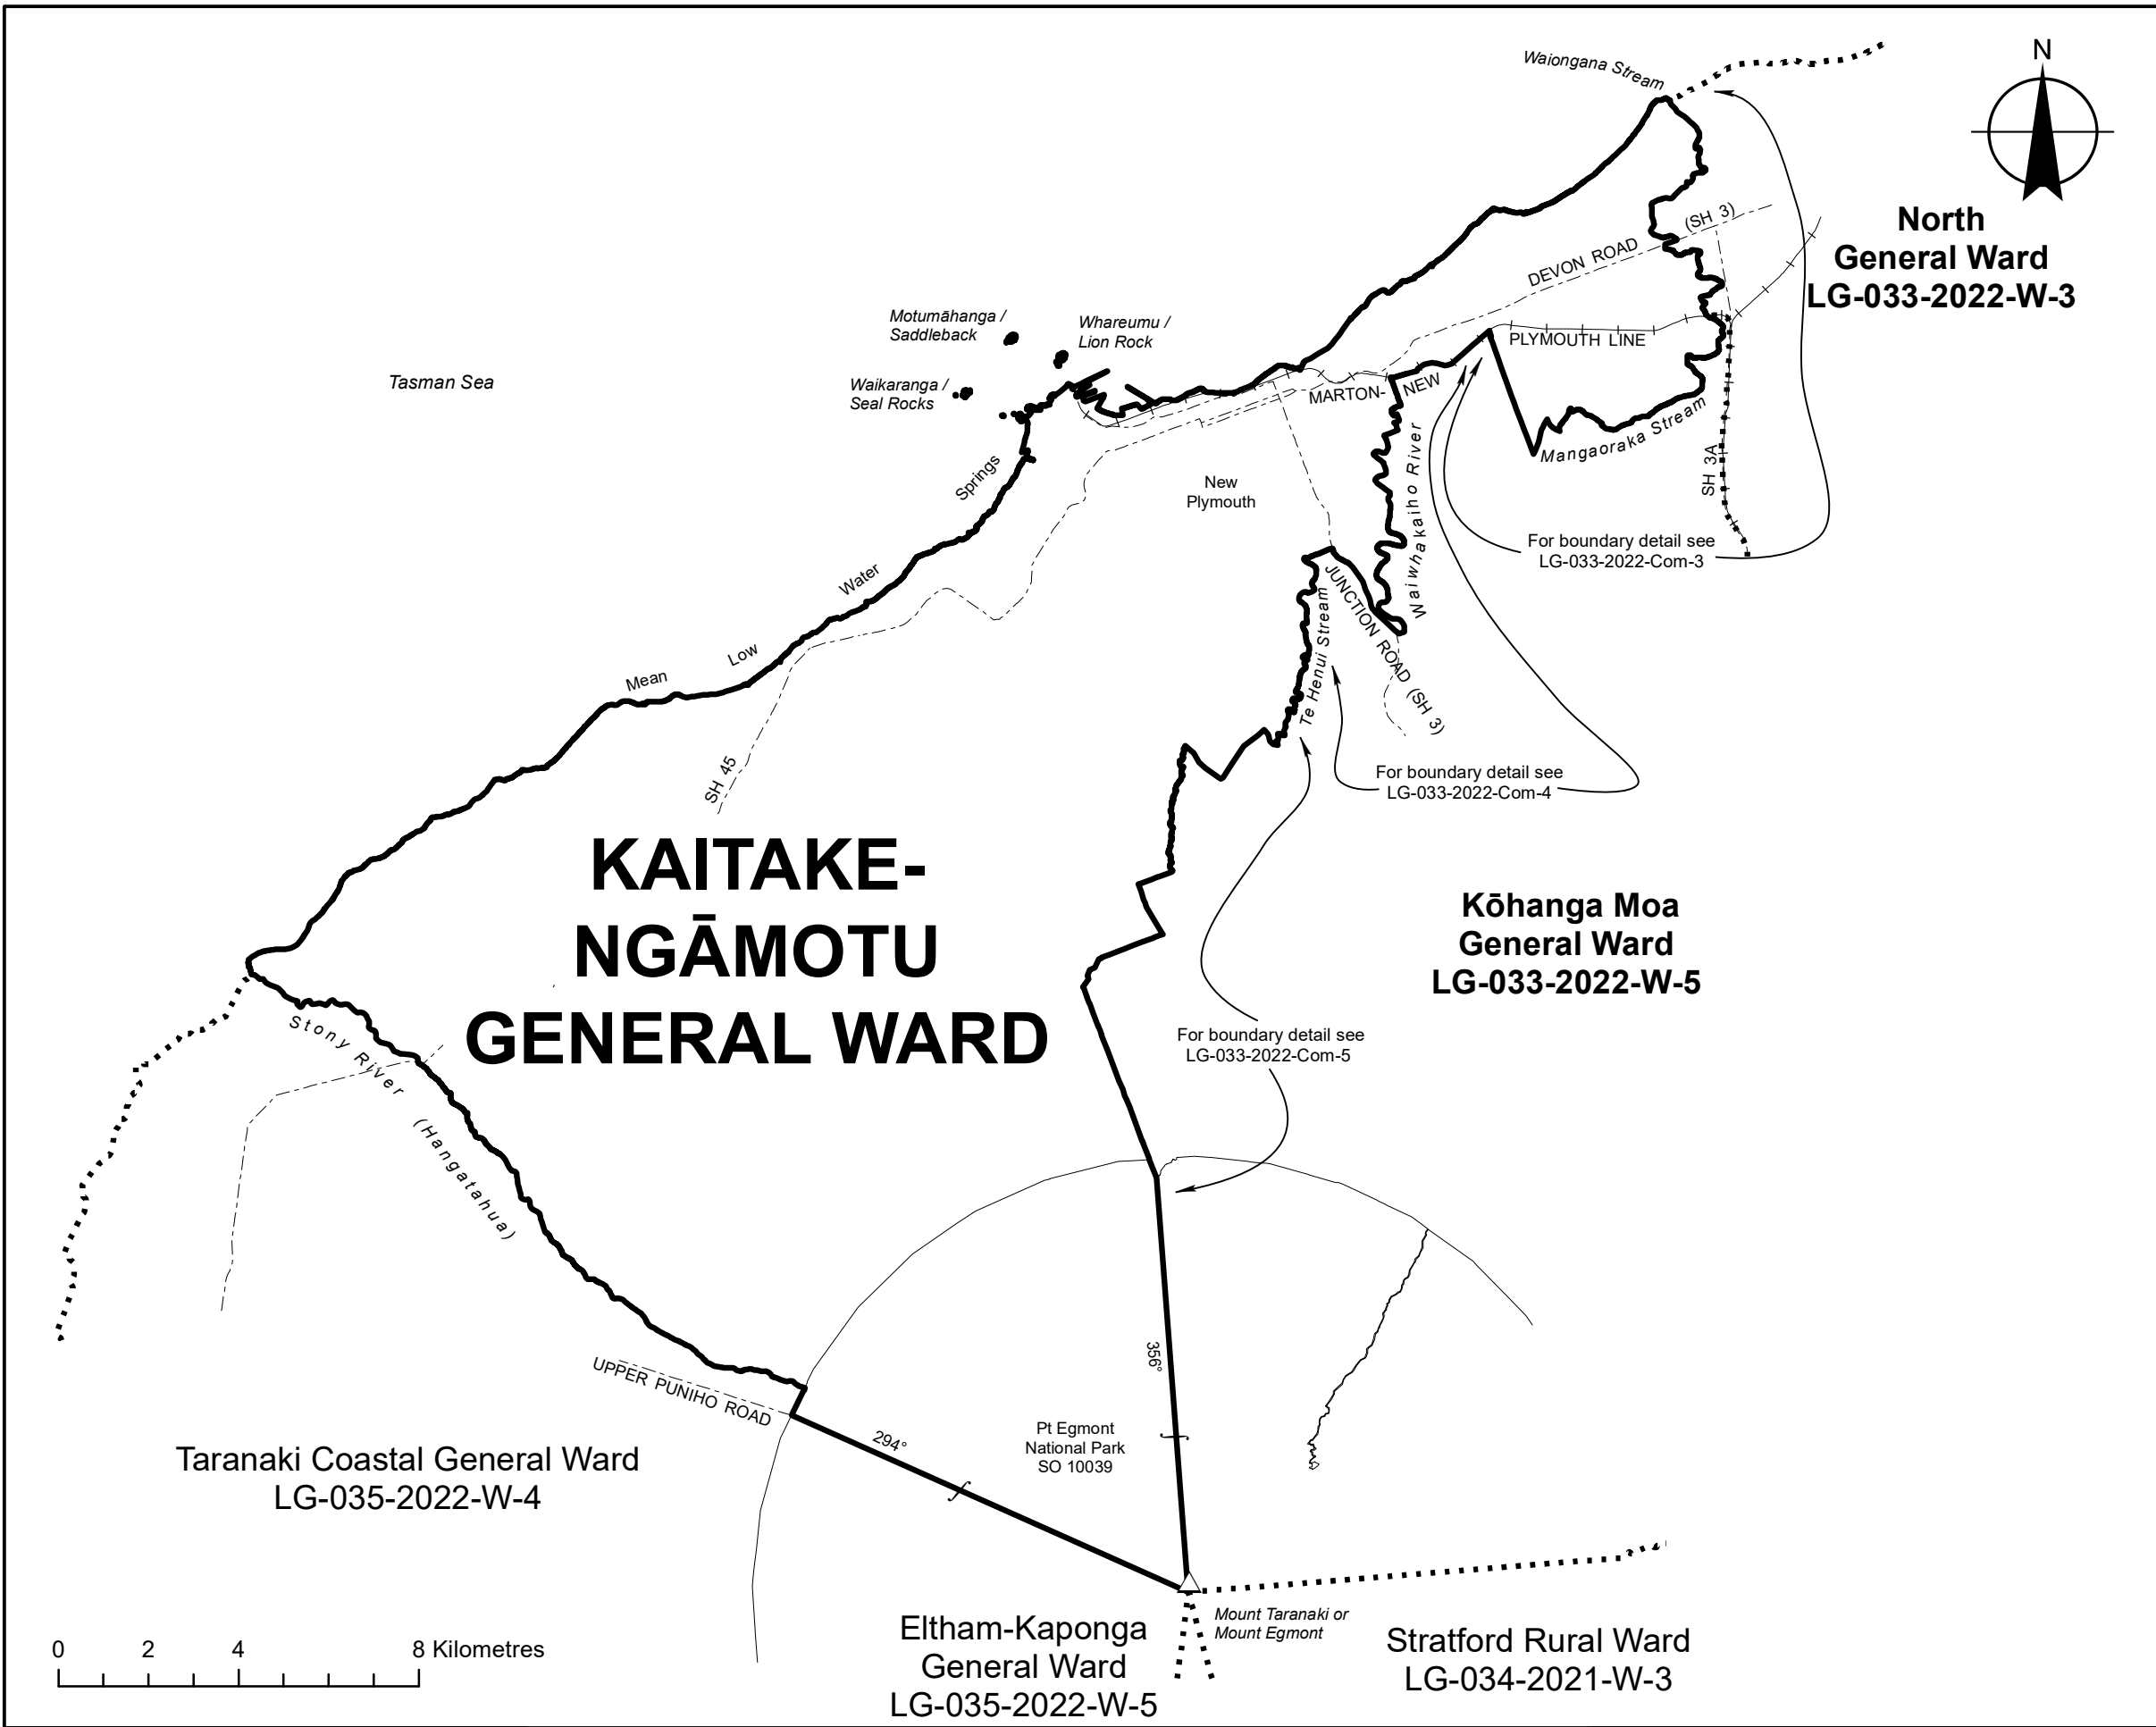 Waiongana Stream
N
North
General Ward
LG-033-2022-W-3
(SH 3)
DEVON ROAD
Motumāhanga /
Saddleback
Whareumu /
Lion Rock
PLYMOUTH LINE
Tasman Sea
Waikaranga /
Seal Rocks
MARTON-
NEW
Mangaoraka Stream
SH 3A
Springs
New
Plymouth
Waiwhakaiho River
For boundary detail see
LG-033-2022-Com-3
Water
JUNCTION ROAD (SH 3)
Te Henui Stream
Low
Mean
SH 45
For boundary detail see
LG-033-2022-Com-4
KAITAKE-
NGĀMOTU
GENERAL WARD
Kōhanga Moa
General Ward
LG-033-2022-W-5
Stony River (Hangatahua)
For boundary detail see
LG-033-2022-Com-5
356°
UPPER PUNIHO ROAD
294°
Pt Egmont
National Park
SO 10039
Taranaki Coastal General Ward
LG-035-2022-W-4
Mount Taranaki or
Mount Egmont
Eltham-Kaponga
General Ward
LG-035-2022-W-5
Stratford Rural Ward
LG-034-2021-W-3
0 2 4 8 Kilometres